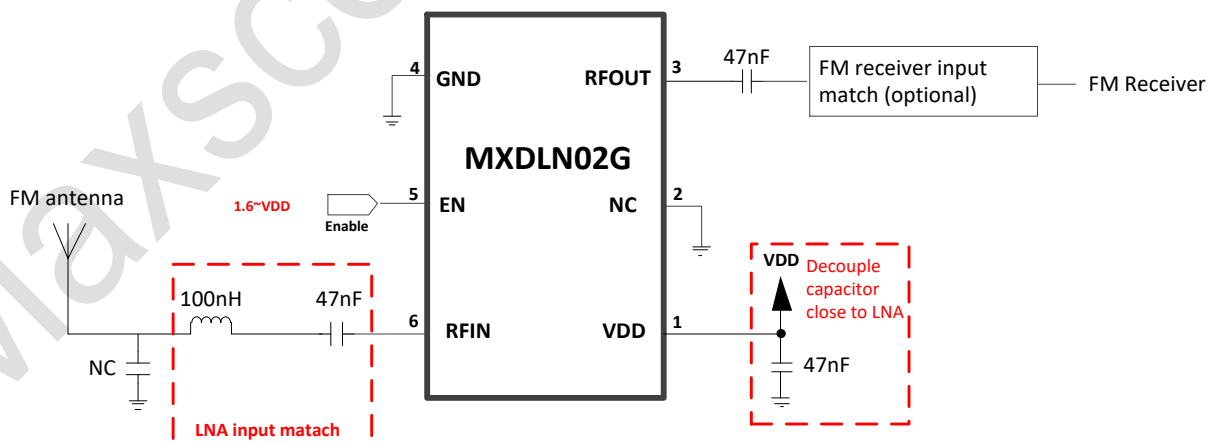 4
GND
RFOUT
3
47nF
FM receiver input
match (optional)
FM Receiver
MXDLN02G
FM antenna
1.6~VDD
Enable
5
EN
NC
2
100nH
47nF
6
RFIN
VDD
1
VDD
Decouple
capacitor
close to LNA
47nF
NC
LNA input matach
Maxsc